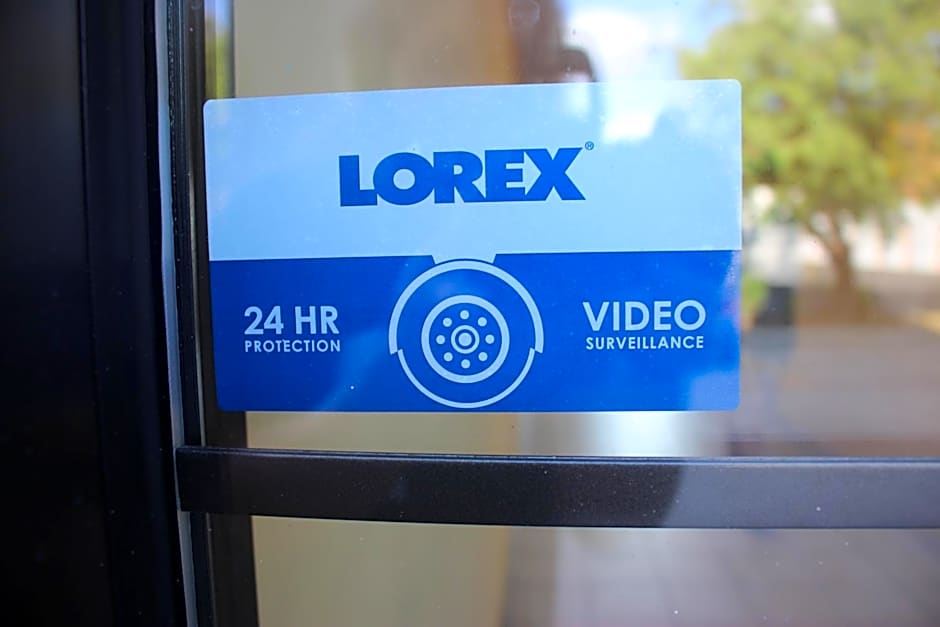 LOREX®
24 HR
PROTECTION
VIDEO
SURVEILLANCE